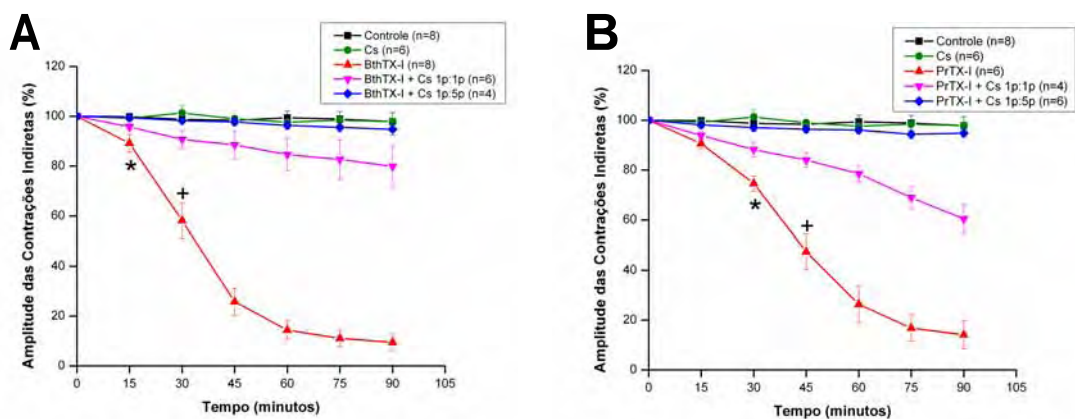 A
Controle (n=8)
Cs (n=6)
BthTX-I (n=8)
BthTX-I + Cs 1p:1p (n=6)
BthTX-I + Cs 1p:5p (n=4)
Amplitude das Contrações Indiretas (%)
120
100
80
60
40
20
0
*
+
0 15 30 45 60 75 90 105
Tempo (minutos)
B
Controle (n=8)
Cs (n=6)
PrTX-I (n=6)
PrTX-I + Cs 1p:1p (n=4)
PrTX-I + Cs 1p:5p (n=6)
Amplitude das Contrações Indiretas (%)
120
100
80
60
40
20
0
*
+
0 15 30 45 60 75 90 105
Tempo (minutos)